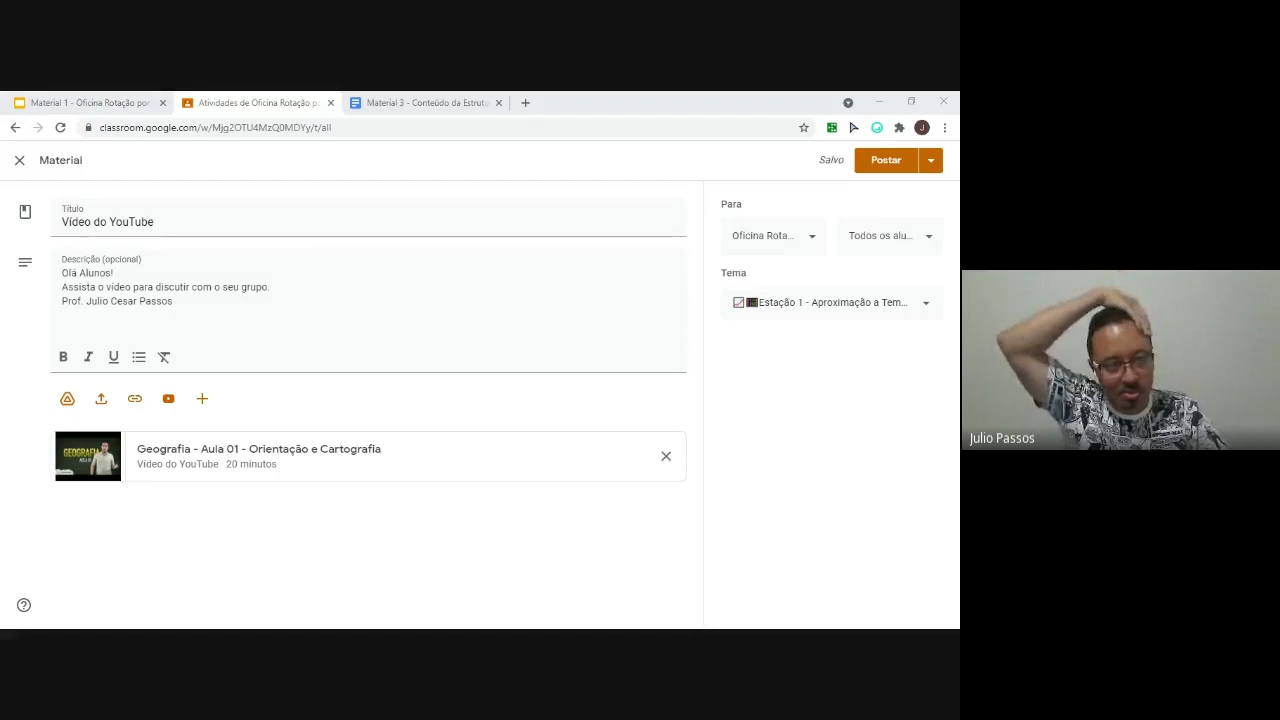 Material 1 - Oficina Rotação por
Atividades de Oficina Rotação po
Material 3 - Conteúdo da Estruto
classroom.google.com/w/Mjg2OTU4MzQ0MDYy/t/all
J
Material
Salvo
Postar
Título
Vídeo do YouTube
Descrição (opcional)
Olá Alunos!
Assista o vídeo para discutir com o seu grupo.
Prof. Julio Cesar Passos
B I U
Geografia - Aula 01 - Orientação e Cartografia
Vídeo do YouTube 20 minutos
GEOGRAFIA
Para
Oficina Rota...
Todos os alu...
Tema
Estação 1 - Aproximação a Tem...
Julio Passos